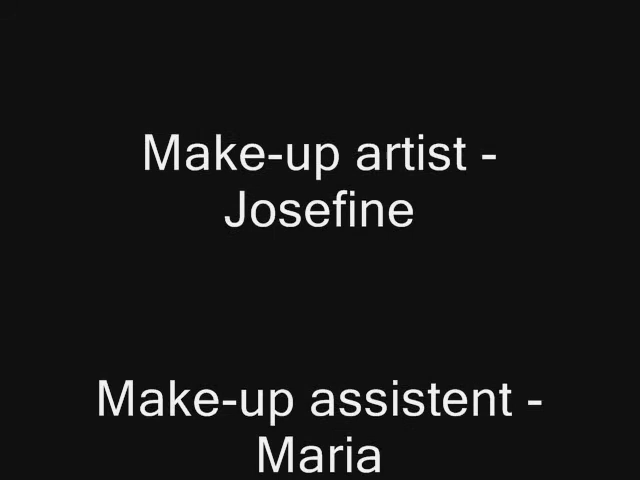 Make-up artist -
Josefine
Make-up assistent -
Maria